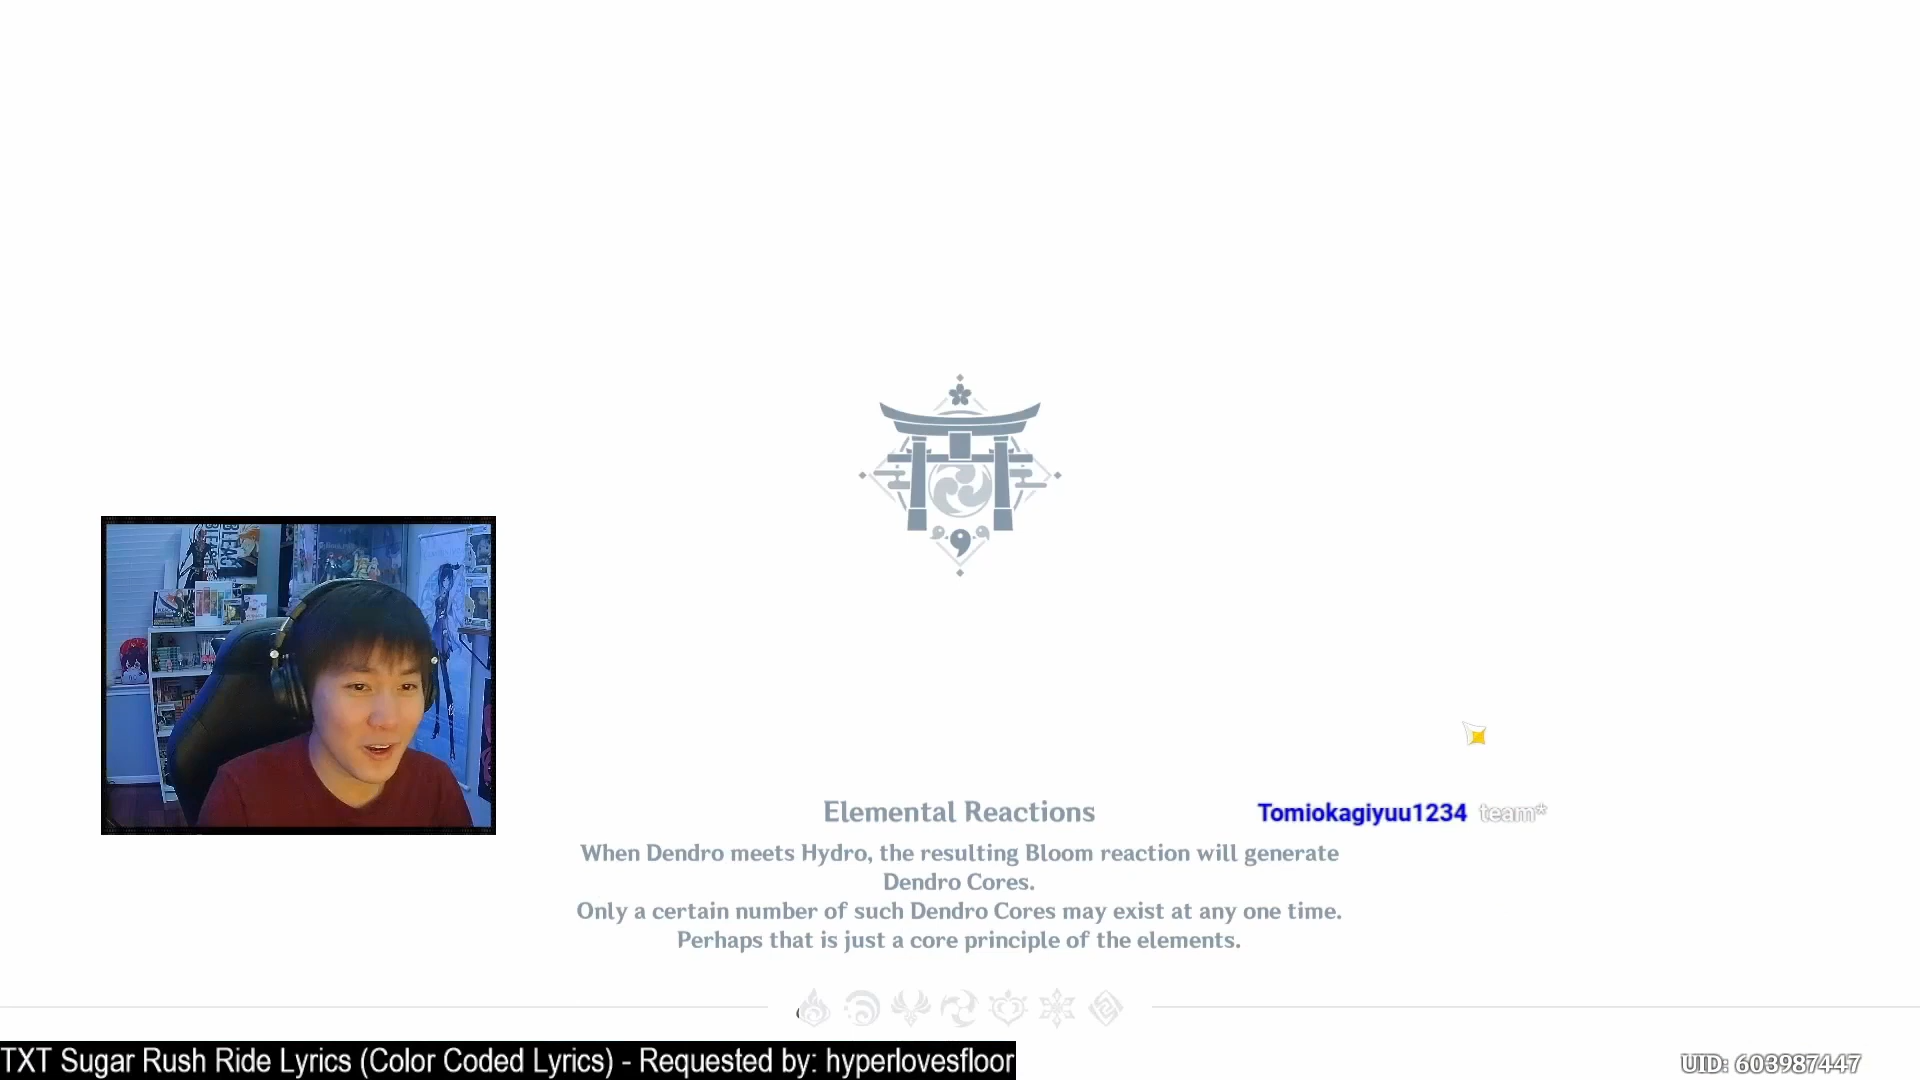 BLEACH
Elemental Reactions
Tomiokagiyuu1234 team*
When Dendro meets Hydro, the resulting Bloom reaction will generate
Dendro Cores.
Only a certain number of such Dendro Cores may exist at any one time.
Perhaps that is just a core principle of the elements.
TXT Sugar Rush Ride Lyrics (Color Coded Lyrics) - Requested by: hyperlovesfloor
UID: 603987447